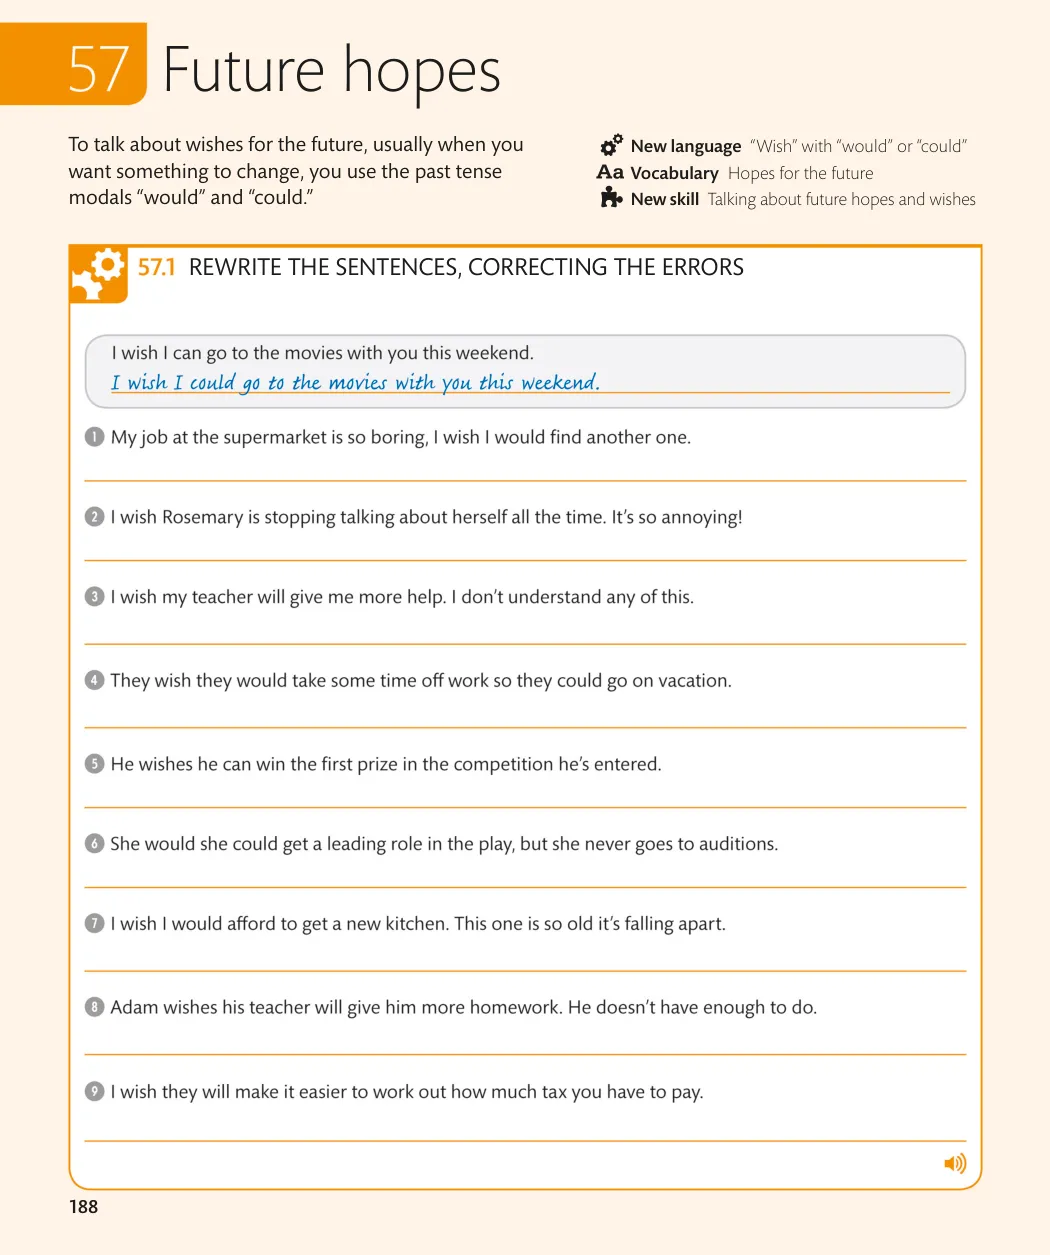 57 Future hopes
To talk about wishes for the future, usually when you
want something to change, you use the past tense
modals “would” and “could.”
New language “Wish” with “would” or “could”
Aa Vocabulary Hopes for the future
New skill Talking about future hopes and wishes
57.1 REWRITE THE SENTENCES, CORRECTING THE ERRORS
I wish I can go to the movies with you this weekend.
I wish I could go to the movies with you this weekend.
1 My job at the supermarket is so boring, I wish I would find another one.
2 I wish Rosemary is stopping talking about herself all the time. It’s so annoying!
3 I wish my teacher will give me more help. I don’t understand any of this.
4 They wish they would take some time off work so they could go on vacation.
5 He wishes he can win the first prize in the competition he’s entered.
6 She would she could get a leading role in the play, but she never goes to auditions.
7 I wish I would afford to get a new kitchen. This one is so old it’s falling apart.
8 Adam wishes his teacher will give him more homework. He doesn’t have enough to do.
9 I wish they will make it easier to work out how much tax you have to pay.
188